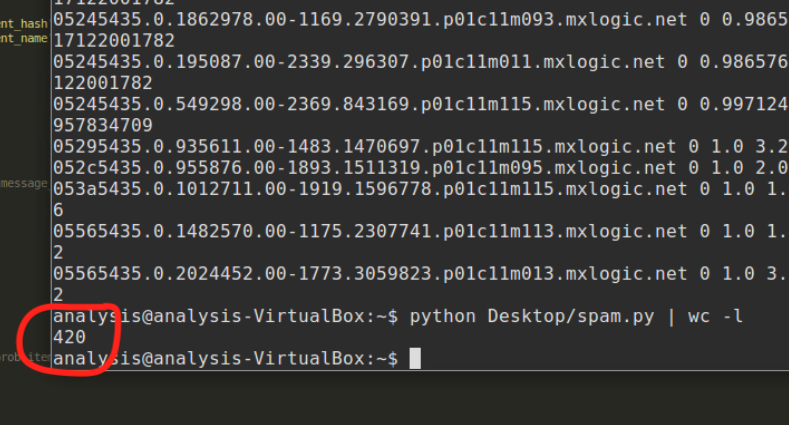 17122001782
ent_hash
05245435.0.1862978.00-1169.2790391.p01c11m093.mxlogic.net 0 0.9865
ent_name
17122001782
05245435.0.195087.00-2339.296307.p01c11m011.mxlogic.net 0 0.986576
122001782
05245435.0.549298.00-2369.843169.p01c11m115.mxlogic.net 0 0.997124
957834709
05295435.0.935611.00-1483.1470697.p01c11m115.mxlogic.net 0 1.0 3.2
052c5435.0.955876.00-1893.1511319.p01c11m095.mxlogic.net 0 1.0 2.0
message
053a5435.0.1012711.00-1919.1596778.p01c11m115.mxlogic.net 0 1.0 1.
6
05565435.0.1482570.00-1175.2307741.p01c11m113.mxlogic.net 0 1.0 1.
2
05565435.0.2024452.00-1773.3059823.p01c11m013.mxlogic.net 0 1.0 3.
2
analysis@analysis-VirtualBox:~$ python Desktop/spam.py | wc -l
420
analysis@analysis-VirtualBox:~$